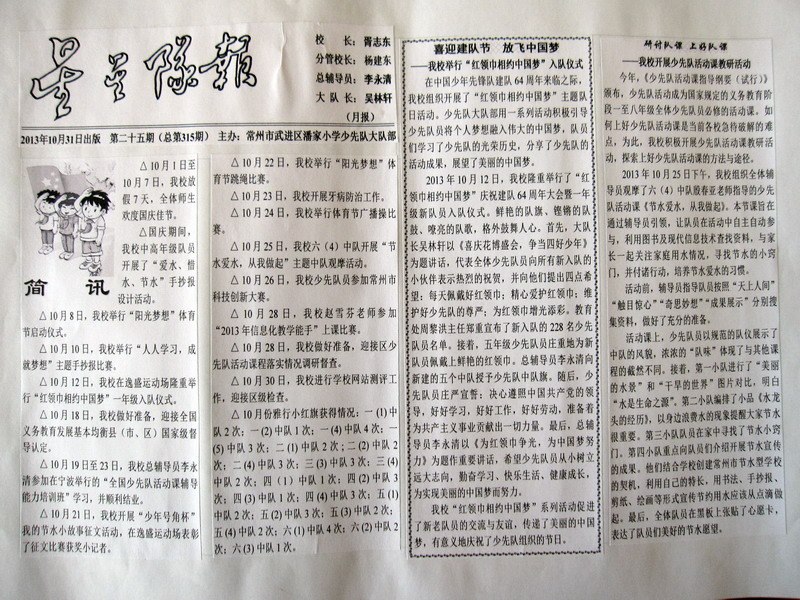 星星隊報
校 长：胥志东
分管校长：杨建东
总辅导员：李永清
大 队 长：吴林轩
（月报）
2013年10月31日出版 第二十五期（总第315期） 主办：常州市武进区潘家小学少先队大队部
简 讯
△10月1日至
10月7日，我校放
假7天，全体师生
欢度国庆佳节。
△国庆期间，
我校中高年级队员
开展了“爱水、惜
水、节水”手抄报
设计活动。
△10月8日，我校举行“阳光梦想”体育
节启动仪式。
△10月10日，我校举行“人人学习，成
就梦想”主题手抄报比赛。
△10月12日，我校在逸盛运动场隆重举
行“红领巾相约中国梦”一年级入队仪式。
△10月18日，我校做好准备，迎接全国
义务教育发展基本均衡县（市、区）国家级督
导认定。
△10月19日至23日，我校总辅导员李永
清参加在宁波举行的“全国少先队活动课辅导
能力培训班”学习，并顺利结业。
△10月21日，我校开展“少年号角杯”
我的节水小故事征文活动，在逸盛运动场表彰
了征文比赛获奖小记者。
△10月22日，我校举行“阳光梦想”体
育节跳绳比赛。
△10月23日，我校开展牙病防治工作。
△10月24日，我校举行体育节广播操比
赛。
△10月25日，我校六（4）中队开展“节
水爱水，从我做起”主题中队观摩活动。
△10月26日，我校少先队员参加常州市
科技创新大赛。
△10月28日，我校赵雪芬老师参加
“2013年信息化教学能手”上课比赛。
△10月28日，我校做好准备，迎接区少
先队活动课程落实情况调研督查。
△10月30日，我校进行学校网站测评工
作，迎接区级检查。
△10月份雅行小红旗获得情况：一(1)中
队2次；一(2)中队1次；一(4)中队4次；一
(5)中队3次；二(1)中队2次；二(2)中队2
次；二(4)中队3次；三(3)中队3次；三(4)
中队2次；四(1)中队2次；四(2)中队1
次；四(3)中队1次；四(4)中队3次；五(1)
中队2次；五(2)中队3次；五(3)中队2次；
五(4)中队2次；六(1)中队4次；六(2)中队
2次；六(3)中队1次。
喜迎建队节 放飞中国梦
——我校举行“红领巾相约中国梦”入队仪式
在中国少年先锋队建队64周年来临之际，
我校组织开展了“红领巾相约中国梦”主题队
日活动。少先队大队部用一系列活动积极引导
少先队员将个人梦想融入伟大的中国梦，队员
们学习了少先队的光荣历史，分享了少先队的
活动成果，展望了美丽的中国梦。
2013年10月12日，我校隆重举行了“红
领巾相约中国梦”庆祝建队64周年大会暨一年
级新队员入队仪式。鲜艳的队旗、铿锵的队
鼓、嘹亮的队歌，格外鼓舞人心。首先，大队
长吴林轩以《喜庆花博盛会，争当四好少年》
为题讲话，代表全体少先队员向所有新入队的
小伙伴表示热烈的祝贺，并向他们提出四点希
望：每天佩戴好红领巾；精心爱护红领巾；维
护好少先队的尊严；为红领巾增光添彩。教育
处周黎洪主任郑重宣布了新入队的228名少先
队员名单。接着，五年级少先队员庄重地为新
队员佩戴上鲜艳的红领巾。总辅导员李永清向
新建的五个中队授予少先队中队旗。随后，少
先队员庄严宣誓：决心遵照中国共产党的领
导，好好学习，好好工作，好好劳动，准备着
为共产主义事业贡献出一切力量。最后，总辅
导员李永清以《为红领巾争光，为中国梦努
力》为题作重要讲话，希望少先队员从小树立
远大志向，勤奋学习、快乐生活、健康成长，
为实现美丽的中国梦而努力。
我校“红领巾相约中国梦”系列活动促进
了新老队员的交流与友谊，传递了美丽的中国
梦，有意义地庆祝了少先队组织的节日。
研讨队课 上好队课
——我校开展少先队活动课教研活动
今年，《少先队活动课指导纲要（试行）》
颁布，少先队活动成为国家规定的义务教育阶
段一至八年级全体少先队员必修的活动课。如
何上好少先队活动课是当前各校急待破解的难
点，为此，我校积极开展少先队活动课教研活
动，探索上好少先队活动课的方法与途径。
2013年10月25日下午，我校组织全体辅
导员观摩了六（4）中队殷春亚老师指导的少先
队活动课《节水爱水，从我做起》。本节课旨在
通过辅导员引领，让队员在活动中自主自动参
与，利用图书及现代信息技术查找资料，与家
长一起关注家庭用水情况，寻找节水的小窍
门，并付诸行动，培养节水爱水的习惯。
活动前，辅导员指导队员按照“天上人间”
“触目惊心”“奇思妙想”“成果展示”分别搜
集资料，做好了充分的准备。
活动课上，少先队员以规范的队仪展示了
中队的风貌，浓浓的“队味”体现了与其他课
程的截然不同。接着，第一小队进行了“美丽
的水景”和“干旱的世界”图片对比，明白
“水是生命之源”。第二小队编排了小品《水龙
头的经历》，以身边浪费水的现象提醒大家节水
很重要。第三小队队员在家中寻找了节水小窍
门。第四小队重点向队员们介绍开展节水宣传
的成果，他们结合学校创建常州市节水型学校
的契机，利用自己的特长，用书法、手抄报、
剪纸、绘画等形式宣传节约用水应该从点滴做
起。最后，全体队员在黑板上张贴了心愿卡，
表达了队员们美好的节水愿望。